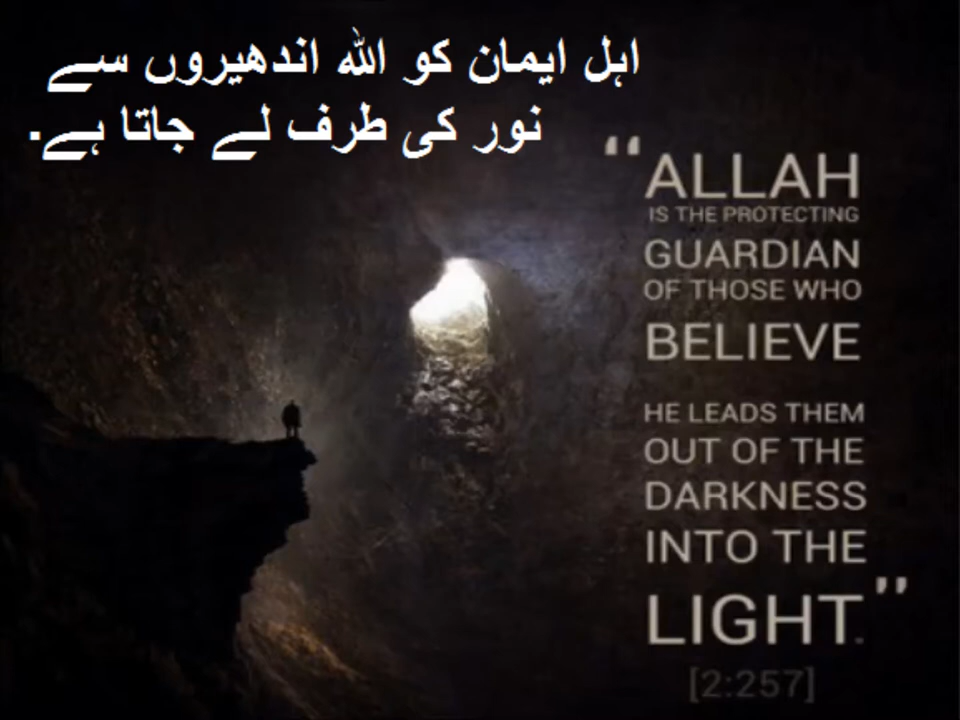 اہل ایمان کو اللہ اندھیروں سے
نور کی طرف لے جاتا ہے.
“ALLAH
IS THE PROTECTING
GUARDIAN
OF THOSE WHO
BELIEVE
HE LEADS THEM
OUT OF THE
DARKNESS
INTO THE
LIGHT.”
[2:257]